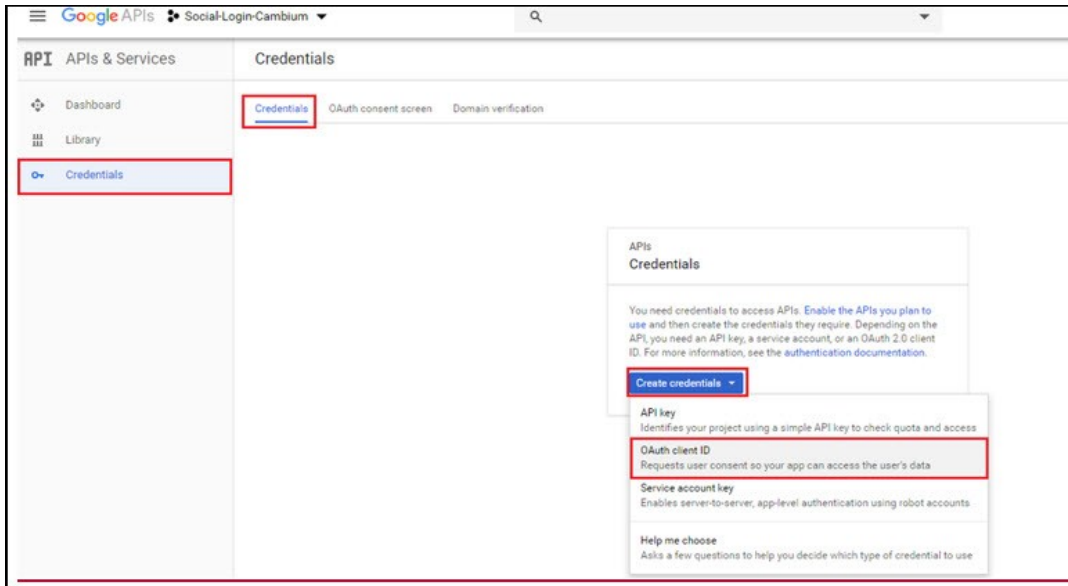 Google APIs Social-Login-Cambium
API APIs & Services
Credentials
Dashboard
Library
Credentials
Credentials OAuth consent screen Domain verification
APIs
Credentials
You need credentials to access APIs. Enable the APIs you plan to
use and then create the credentials they require. Depending on the
API, you need an API key, a service account, or an OAuth 2.0 client
ID. For more information, see the authentication documentation.
Create credentials
API key
Identifies your project using a simple API key to check quota and access
OAuth client ID
Requests user consent so your app can access the user's data
Service account key
Enables server-to-server, app-level authentication using robot accounts
Help me choose
Asks a few questions to help you decide which type of credential to use